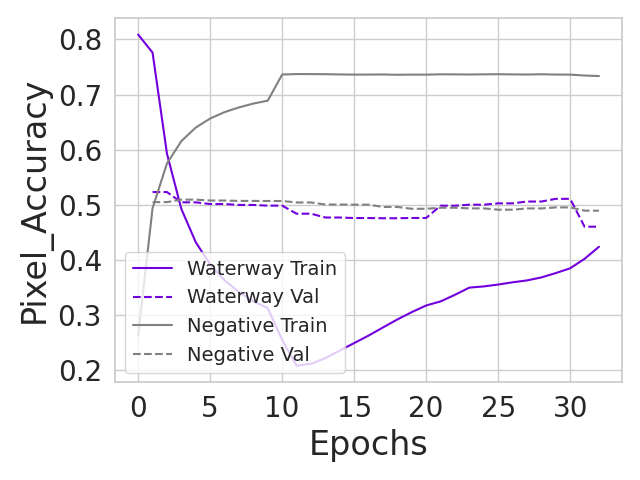 0.8
0.7
0.6
0.5
0.4
0.3
0.2
Pixel_Accuracy
Waterway Train
Waterway Val
Negative Train
Negative Val
0 5 10 15 20 25 30
Epochs